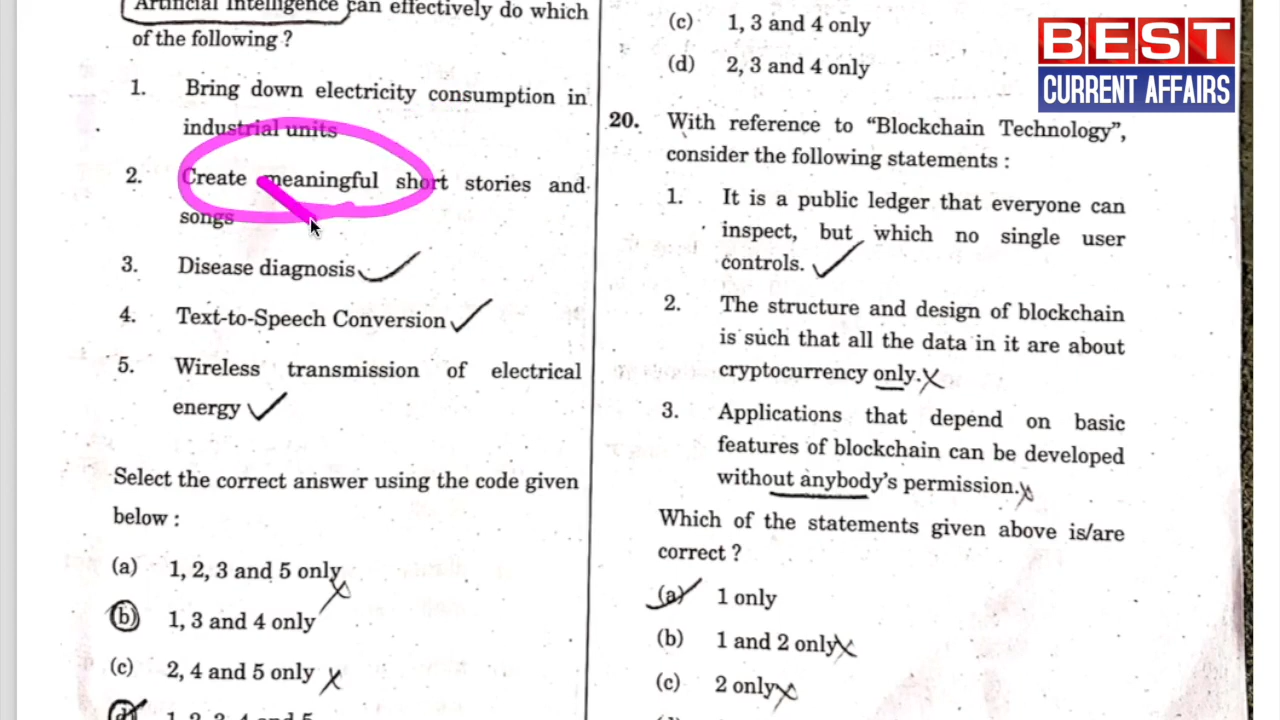 Artificial Intelligence can effectively do which
of the following ?
1. Bring down electricity consumption in
industrial units
2. Create meaningful short stories and
songs
3. Disease diagnosis
4. Text-to-Speech Conversion
5. Wireless transmission of electrical
energy
Select the correct answer using the code given
below :
(a) 1, 2, 3 and 5 only
(b) 1, 3 and 4 only
(c) 2, 4 and 5 only
(d) 1, 2, 3, 4 and 5
(c) 1, 3 and 4 only
(d) 2, 3 and 4 only
20. With reference to “Blockchain Technology”,
consider the following statements :
1. It is a public ledger that everyone can
inspect, but which no single user
controls.
2. The structure and design of blockchain
is such that all the data in it are about
cryptocurrency only.
3. Applications that depend on basic
features of blockchain can be developed
without anybody’s permission.
Which of the statements given above is/are
correct ?
(a) 1 only
(b) 1 and 2 only
(c) 2 only
BEST
CURRENT AFFAIRS